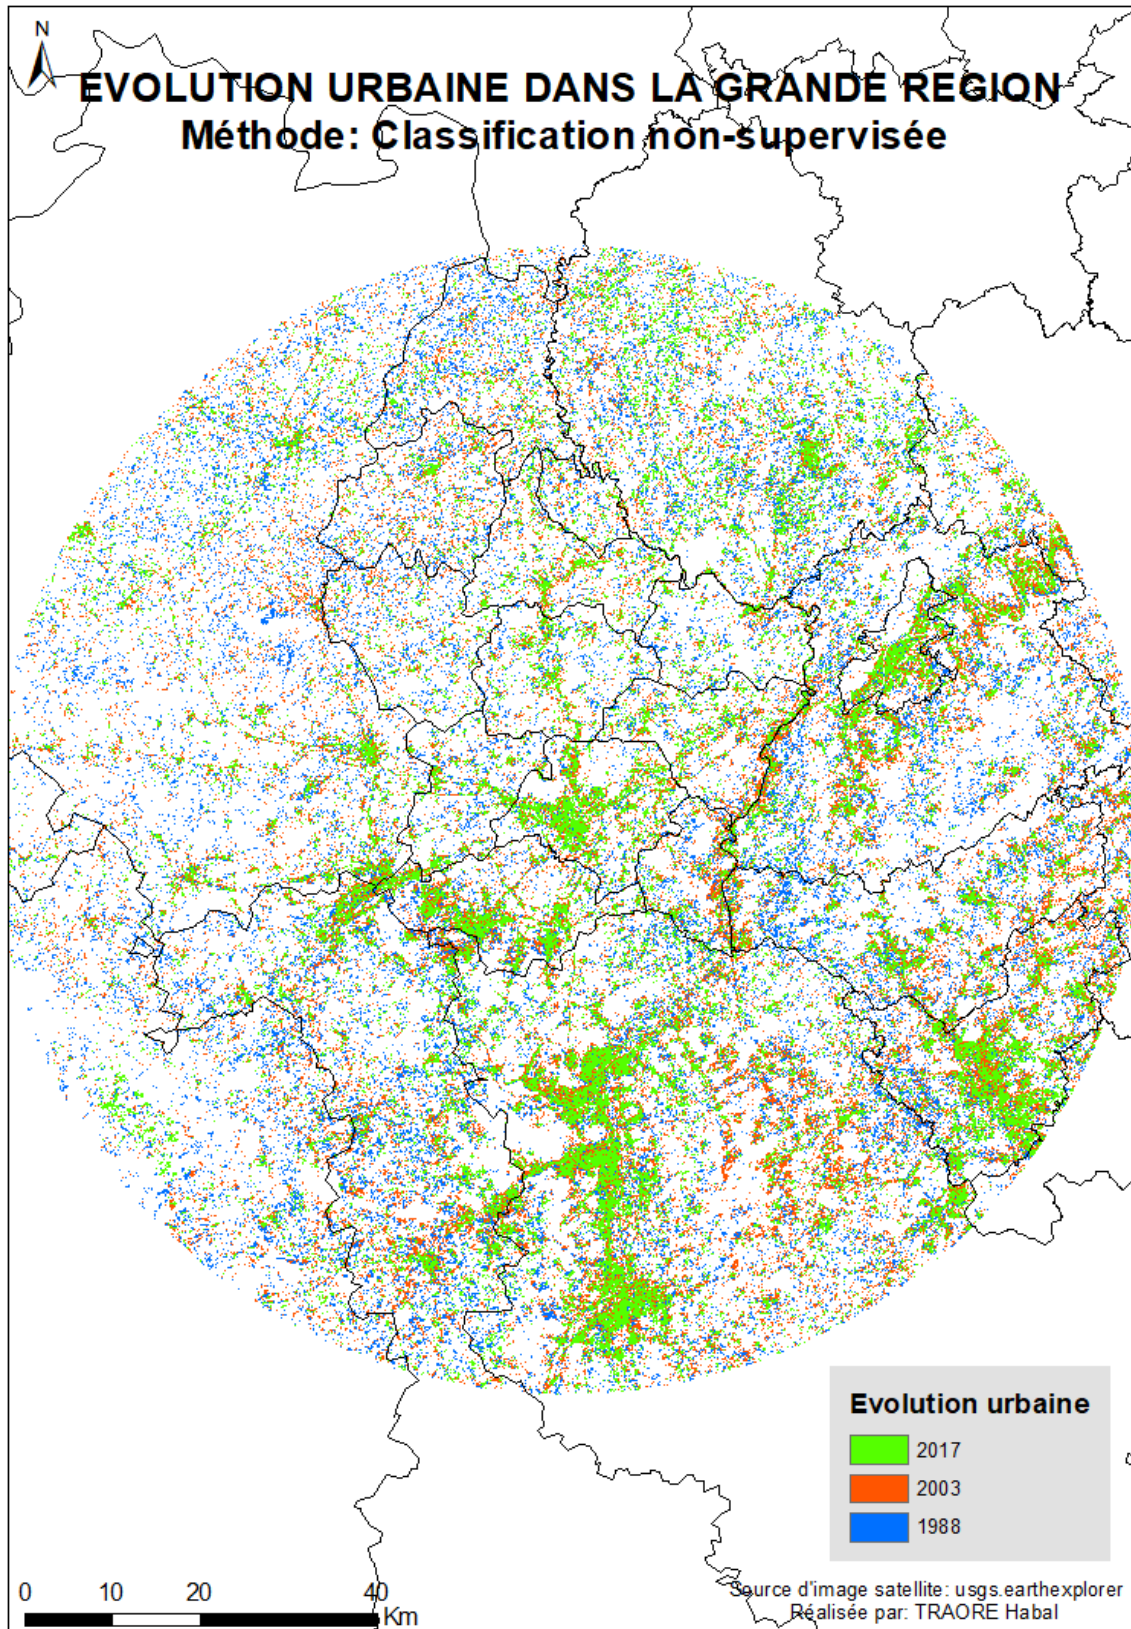 N
EVOLUTION URBAINE DANS LA GRANDE REGION
Méthode: Classification non-supervisée
Evolution urbaine
2017
2003
1988
0 10 20 40
Km
Source d'image satellite: usgs.earthexplorer
Réalisée par: TRAORE Habal